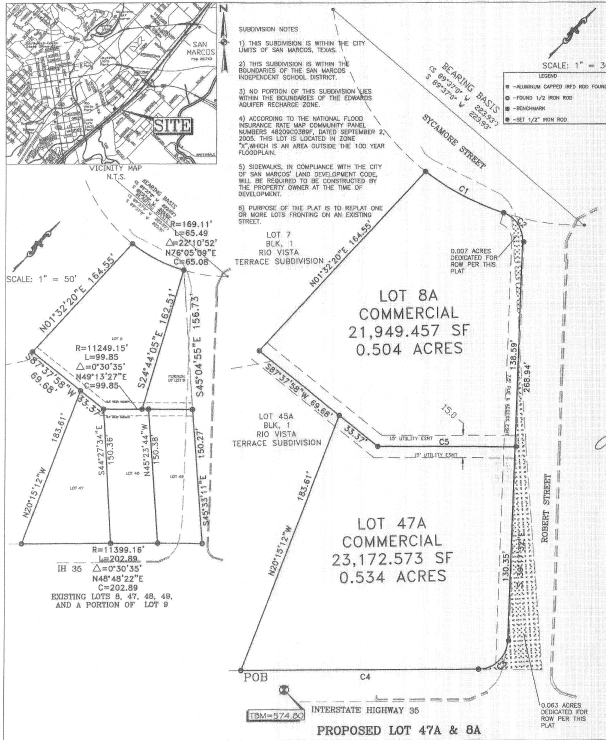 SAN
MARCOS
SITE
VICINITY MAP
N.T.S.
N
SUBDIVISION NOTES
1) THIS SUBDIVISION IS WITHIN THE CITY
LIMITS OF SAN MARCOS, TEXAS.
2) THIS SUBDIVISION IS WITHIN THE
BOUNDARIES OF THE SAN MARCOS
INDEPENDENT SCHOOL DISTRICT.
3) NO PORTION OF THIS SUBDIVISION LIES
WITHIN THE BOUNDARIES OF THE EDWARDS
AQUIFER RECHARGE ZONE.
4) ACCORDING TO THE NATIONAL FLOOD
INSURANCE RATE MAP COMMUNITY PANEL
NUMBERS 48209C0389F, DATED SEPTEMBER 2,
2005. THIS LOT IS LOCATED IN ZONE
"X", WHICH IS AN AREA OUTSIDE THE 100 YEAR
FLOODPLAIN.
5) SIDEWALKS, IN COMPLIANCE WITH THE CITY
OF SAN MARCOS' LAND DEVELOPMENT CODE,
WILL BE REQUIRED TO BE CONSTRUCTED BY
THE PROPERTY OWNER AT THE TIME OF
DEVELOPMENT.
6) PURPOSE OF THE PLAT IS TO REPLAT ONE
OR MORE LOTS FRONTING ON AN EXISTING
STREET.
SCALE: 1" = 3
LEGEND
-ALUMINUM CAPPED IRED ROD FOUND
-FOUND 1/2 IRON ROD
-BENCHMARK
-SET 1/2" IRON ROD
BEARING BASIS
SYCAMORE STREET
C1
BEARING BASIS
R=169.11'
L=65.49
Δ=22°10'52"
N76°05'09"E
C=65.08
SCALE: 1" = 50'
N01°32'20"E 164.55'
S24°44'05"E 162.51'
S45°04'55"E 156.73'
R=11249.15'
L=99.85
Δ=0°30'35"
N49°13'27"E
C=99.85
S87°37'58"W
69.68'
33.37'
183.61'
N20°15'12"W
S44°27'34"E
150.36'
N45°23'44"W
150.38'
150.27'
S45°33'11"E
LOT 47
LOT 48
LOT 49
R=11399.16'
L=202.89
Δ=0°30'35"
N48°48'22"E
C=202.89
IH 35
EXISTING LOTS 8, 47, 48, 49,
AND A PORTION OF LOT 9
LOT 7
BLK, 1
RIO VISTA
TERRACE SUBDIVISION
N01°32'20"E 164.55'
0.007 ACRES
DEDICATED FOR
ROW PER THIS
PLAT
LOT 8A
COMMERCIAL
21,949.457 SF
0.504 ACRES
138.59'
268.94'
S87°37'58"W 69.68'
33.37'
15.0
15' UTILITY ESMT
C5
15' UTILITY ESMT
LOT 45A
BLK, 1
RIO VISTA
TERRACE SUBDIVISION
183.61'
N20°15'12"W
LOT 47A
COMMERCIAL
23,172.573 SF
0.534 ACRES
130.35'
ROBERT STREET
POB
C4
TBM=574.80
INTERSTATE HIGHWAY 35
0.063 ACRES
DEDICATED FOR
ROW PER THIS
PLAT
PROPOSED LOT 47A & 8A